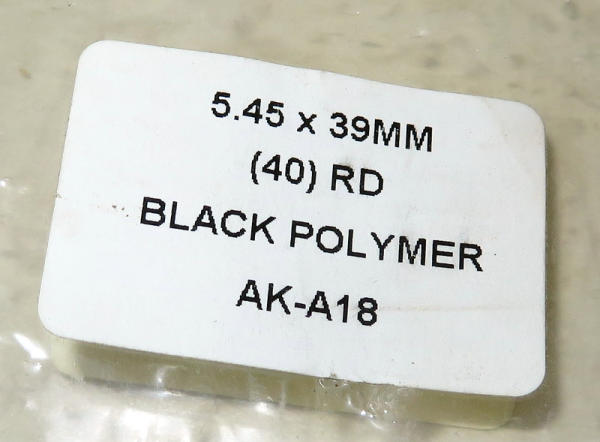 5.45 x 39MM
(40) RD
BLACK POLYMER
AK-A18